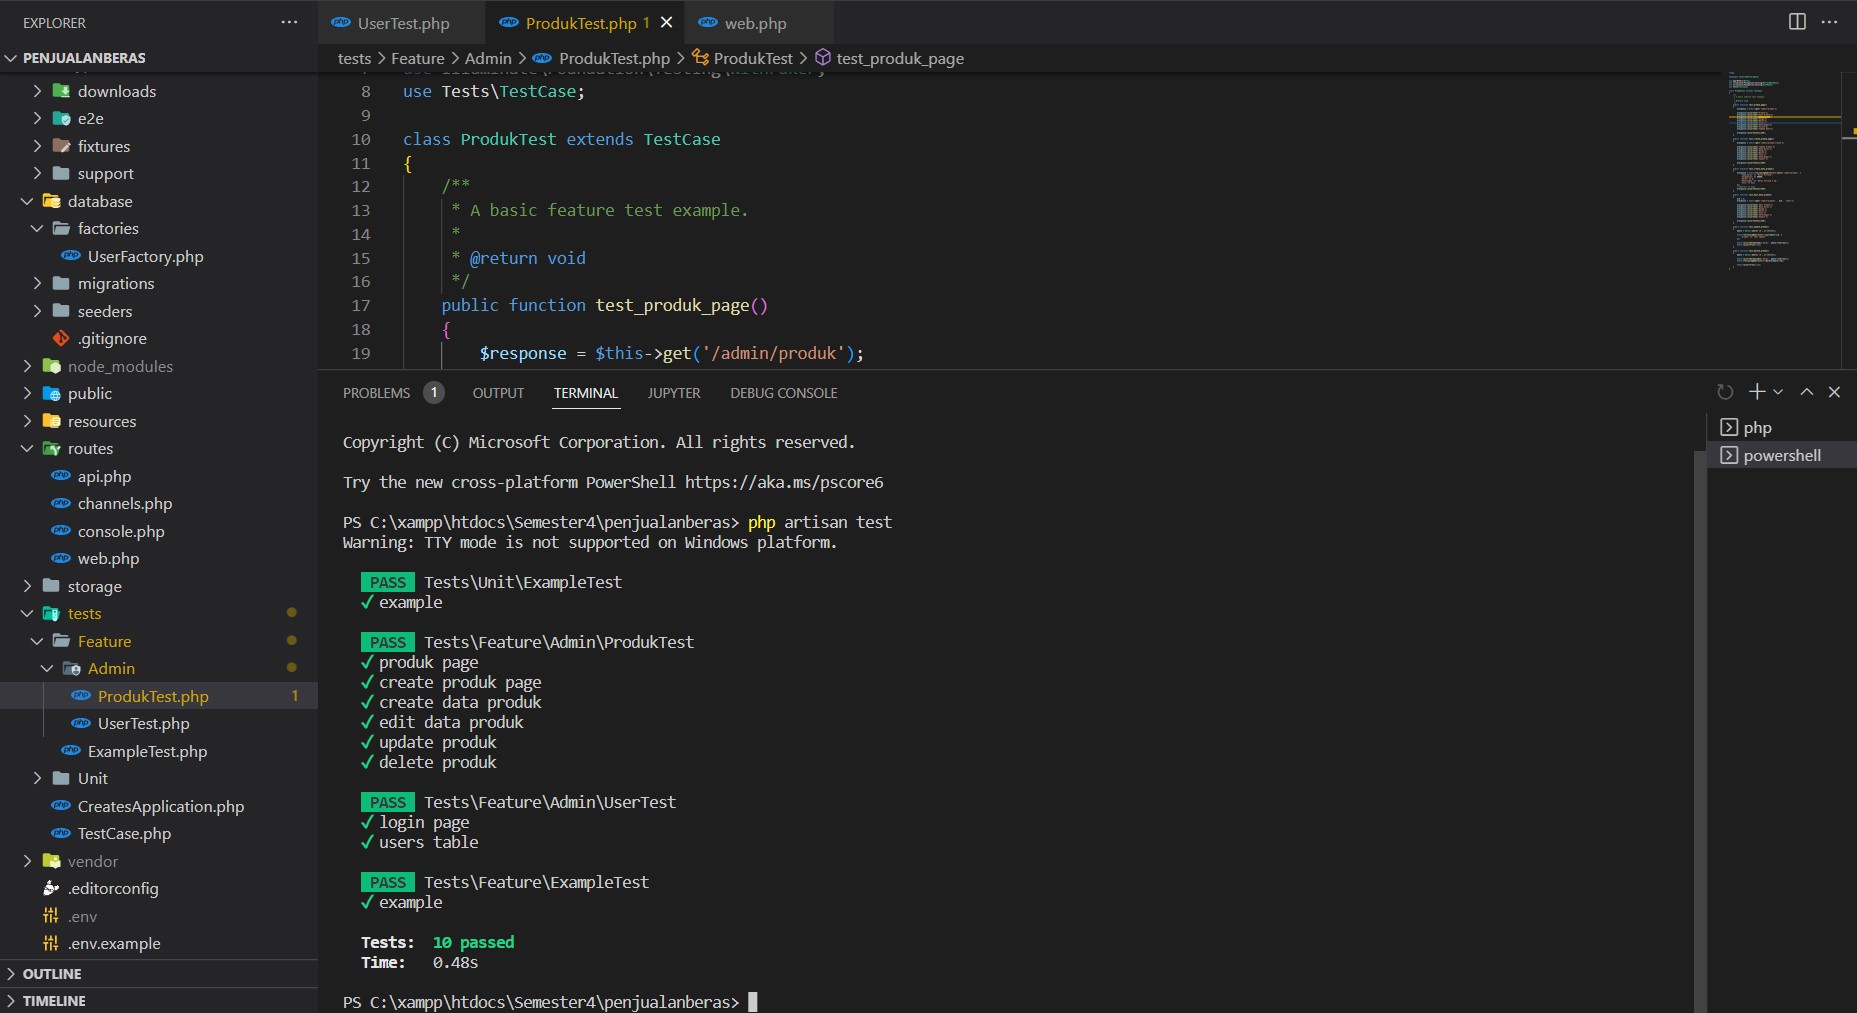 EXPLORER
PENJUALANBERAS
downloads
e2e
fixtures
support
database
factories
UserFactory.php
migrations
seeders
.gitignore
node_modules
public
resources
routes
api.php
channels.php
console.php
web.php
storage
tests
Feature
Admin
ProdukTest.php 1
UserTest.php
ExampleTest.php
Unit
CreatesApplication.php
TestCase.php
vendor
.editorconfig
.env
.env.example
OUTLINE
TIMELINE
UserTest.php
ProdukTest.php 1
web.php
tests > Feature > Admin > ProdukTest.php > ProdukTest > test_produk_page
8 use Tests\TestCase;
9
10 class ProdukTest extends TestCase
11 {
12 /**
13 * A basic feature test example.
14 *
15 * @return void
16 */
17 public function test_produk_page()
18 {
19 $response = $this->get('/admin/produk');
PROBLEMS 1 OUTPUT TERMINAL JUPYTER DEBUG CONSOLE
php
powershell
Copyright (C) Microsoft Corporation. All rights reserved.
Try the new cross-platform PowerShell https://aka.ms/pscore6
PS C:\xampp\htdocs\Semester4\penjualanberas> php artisan test
Warning: TTY mode is not supported on Windows platform.
PASS Tests\Unit\ExampleTest
✓ example
PASS Tests\Feature\Admin\ProdukTest
✓ produk page
✓ create produk page
✓ create data produk
✓ edit data produk
✓ update produk
✓ delete produk
PASS Tests\Feature\Admin\UserTest
✓ login page
✓ users table
PASS Tests\Feature\ExampleTest
✓ example
Tests: 10 passed
Time: 0.48s
PS C:\xampp\htdocs\Semester4\penjualanberas>